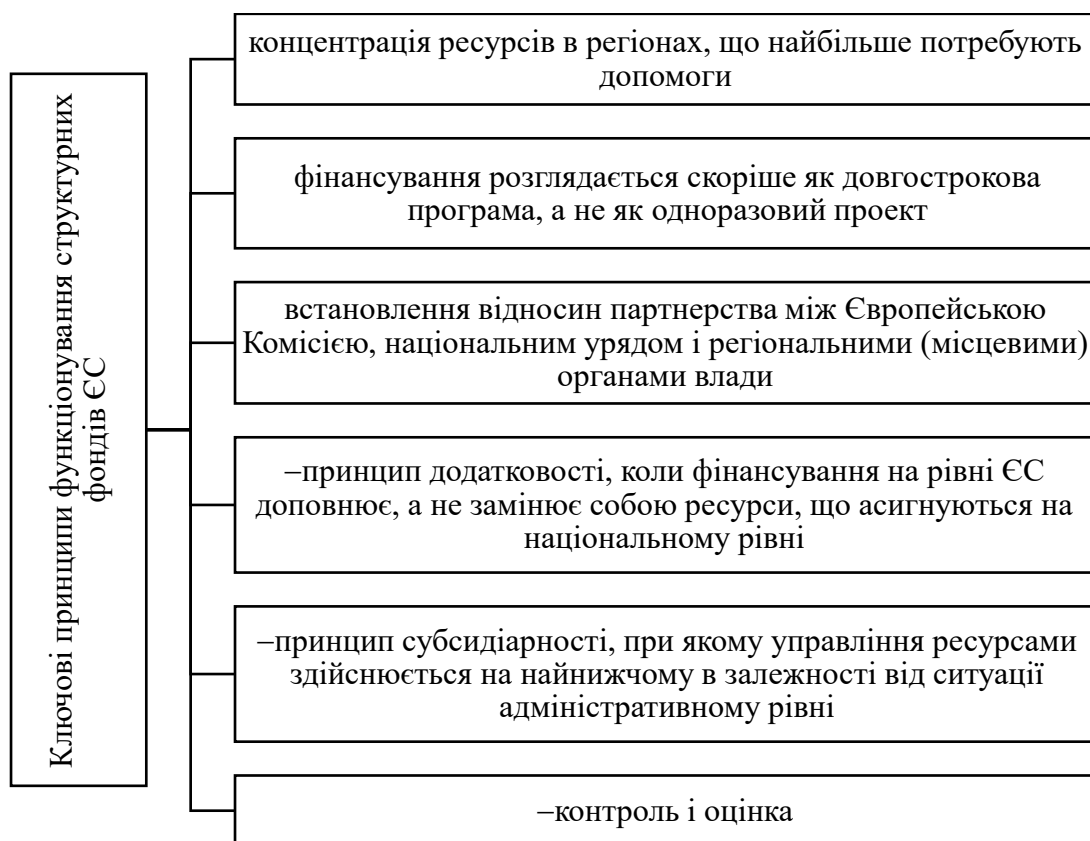 Ключові принципи функціонування структурних
фондів ЄС
концентрація ресурсів в регіонах, що найбільше потребують
допомоги
фінансування розглядається скоріше як довгострокова
програма, а не як одноразовий проект
встановлення відносин партнерства між Європейською
Комісією, національним урядом і регіональними (місцевими)
органами влади
–принцип додатковості, коли фінансування на рівні ЄС
доповнює, а не замінює собою ресурси, що асигнуються на
національному рівні
–принцип субсидіарності, при якому управління ресурсами
здійснюється на найнижчому в залежності від ситуації
адміністративному рівні
–контроль і оцінка